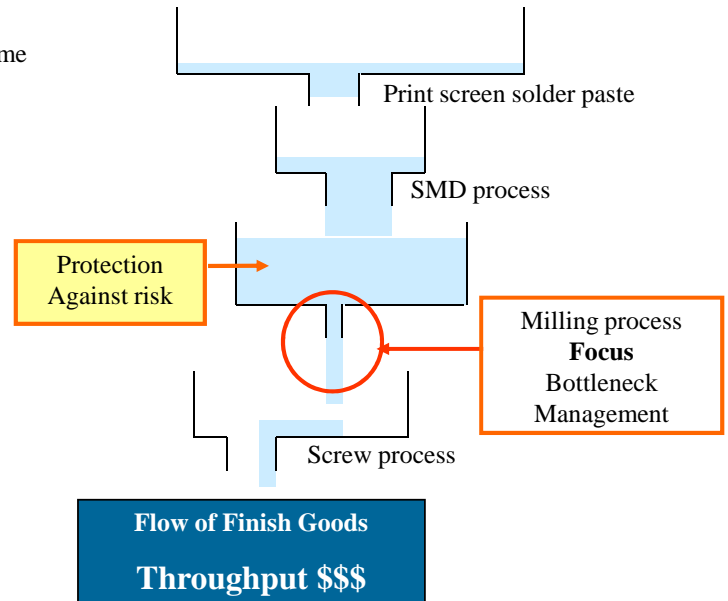 me
Print screen solder paste
SMD process
Protection
Against risk
Milling process
Focus
Bottleneck
Management
Screw process
Flow of Finish Goods
Throughput $$$